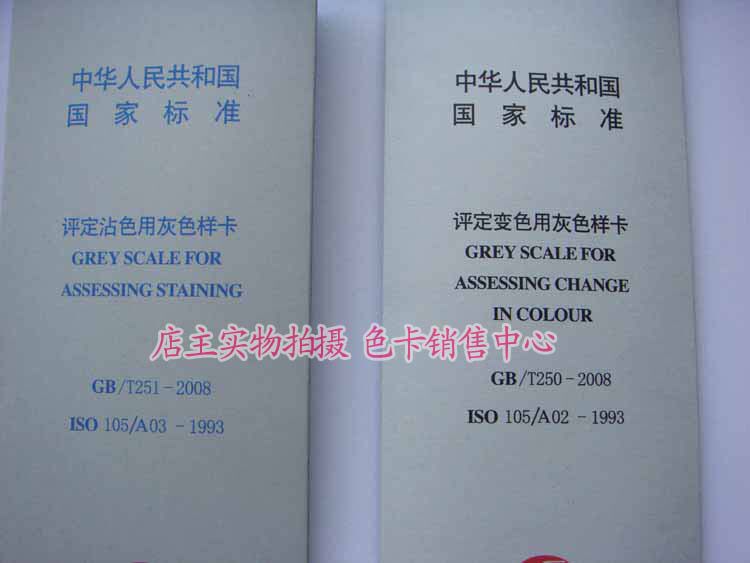 中华人民共和国
国家标准
评定沾色用灰色样卡
GREY SCALE FOR
ASSESSING STAINING
GB/T251-2008
ISO 105/A03 -1993
中华人民共和国
国家标准
评定变色用灰色样卡
GREY SCALE FOR
ASSESSING CHANGE
IN COLOUR
GB/T250-2008
ISO 105/A02 -1993
店主实物拍摄 色卡销售中心